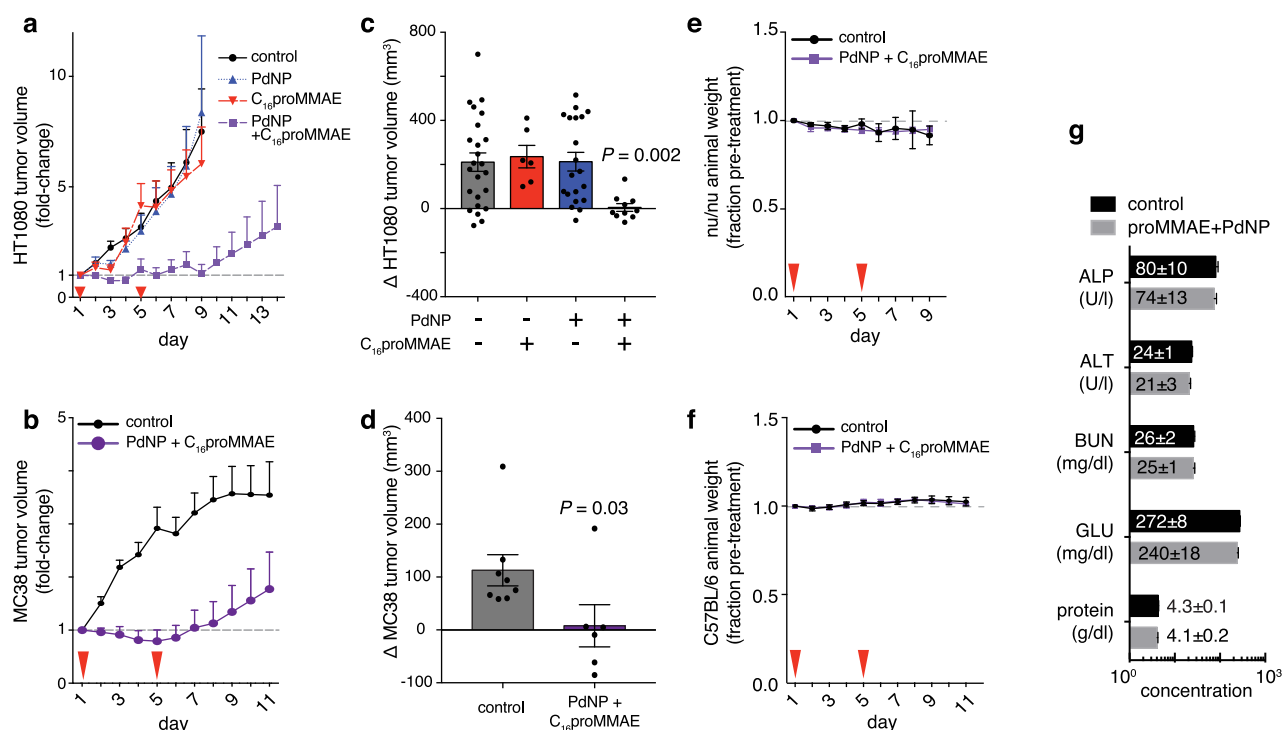 a
HT1080 tumor volume
(fold-change)
10
5
1
0
control
PdNP
C₁₆proMMAE
PdNP
+C₁₆proMMAE
1 3 5 7 9 11 13
day
b
MC38 tumor volume
(fold-change)
5
1
0
control
PdNP + C₁₆proMMAE
1 3 5 7 9 11
day
c
Δ HT1080 tumor volume (mm³)
800
400
0
-400
P = 0.002
PdNP - - + +
C₁₆proMMAE - + - +
d
Δ MC38 tumor volume (mm³)
400
300
200
100
0
-100
P = 0.03
control
PdNP +
C₁₆proMMAE
e
nu/nu animal weight
(fraction pre-treatment)
1.5
1.0
0.5
0.0
control
PdNP + C₁₆proMMAE
1 3 5 7 9
day
f
C57BL/6 animal weight
(fraction pre-treatment)
1.5
1.0
0.5
1.0
control
PdNP + C₁₆proMMAE
1 3 5 7 9 11
day
g
control
proMMAE+PdNP
ALP
(U/l)
80±10
74±13
ALT
(U/l)
24±1
21±3
BUN
(mg/dl)
26±2
25±1
GLU
(mg/dl)
272±8
240±18
protein
(g/dl)
4.3±0.1
4.1±0.2
10⁰ 10³
concentration